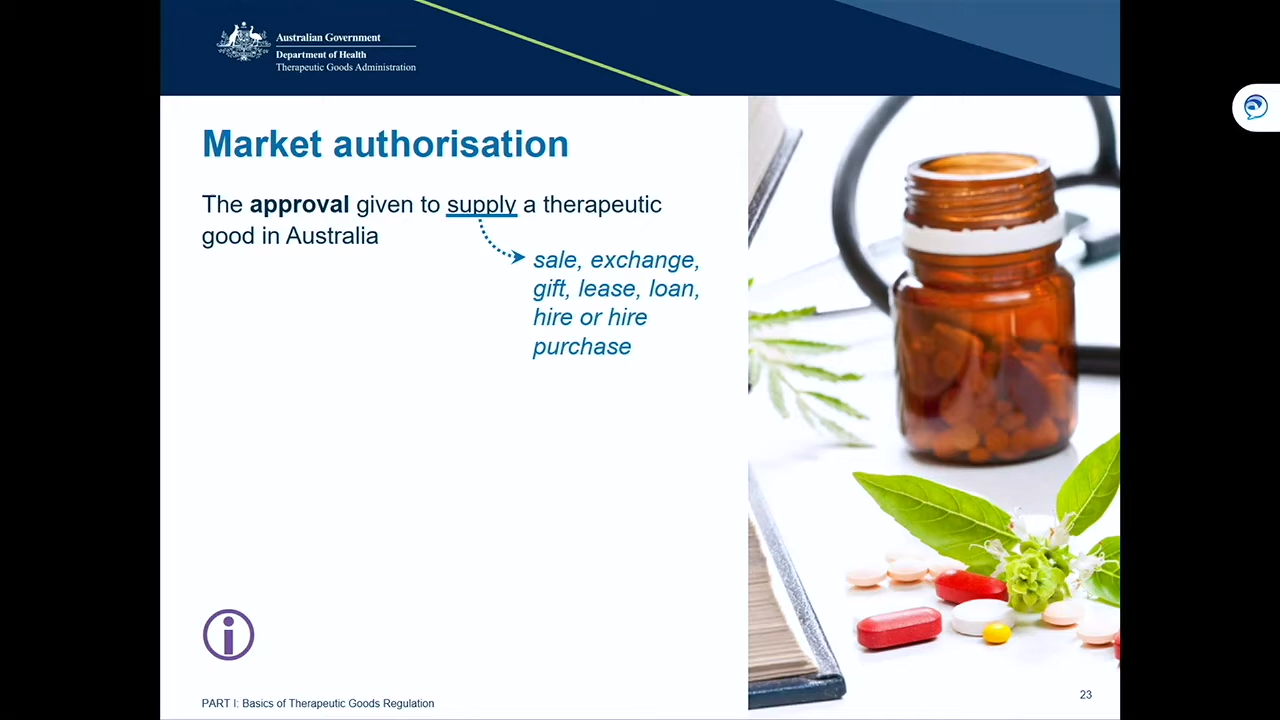 Australian Government
Department of Health
Therapeutic Goods Administration
Market authorisation
The approval given to supply a therapeutic
good in Australia
sale, exchange,
gift, lease, loan,
hire or hire
purchase
PART I: Basics of Therapeutic Goods Regulation
23